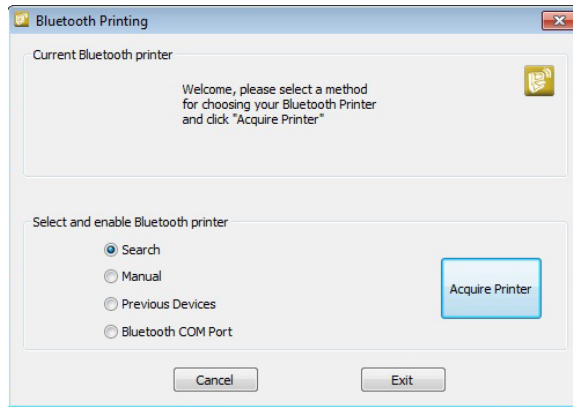 Bluetooth Printing
Current Bluetooth printer
Welcome, please select a method
for choosing your Bluetooth Printer
and click "Acquire Printer"
Select and enable Bluetooth printer
Search
Manual
Previous Devices
Bluetooth COM Port
Acquire Printer
Cancel
Exit